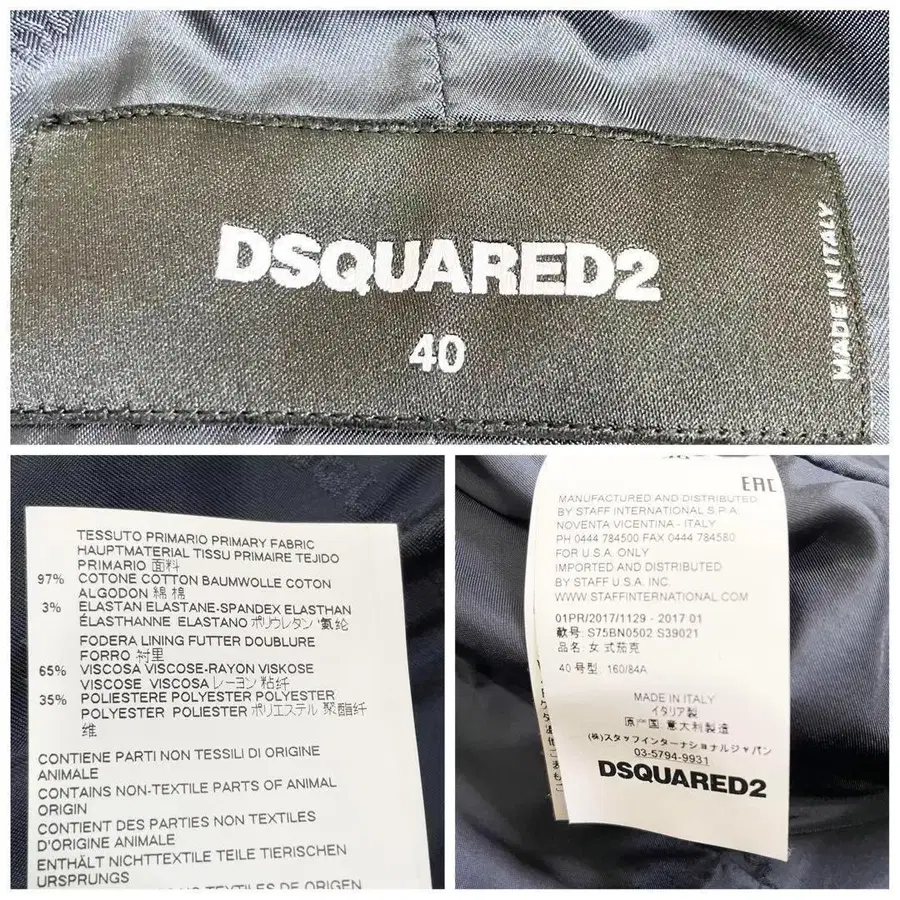 DSQUARED2
40
MADE IN ITALY
TESSUTO PRIMARIO PRIMARY FABRIC
HAUPTMATERIAL TISSU PRIMAIRE TEJIDO
PRIMARIO 面料
97% COTONE COTTON BAUMWOLLE COTON
ALGODON 綿 棉
3% ELASTAN ELASTANE-SPANDEX ELASTHAN
ÉLASTHANNE ELASTANO ポリウレタン 氨纶
FODERA LINING FUTTER DOUBLURE
FORRO 衬里
65% VISCOSA VISCOSE-RAYON VISKOSE
VISCOSE VISCOSA レーヨン 粘纤
35% POLIESTERE POLYESTER POLYESTER
POLYESTER POLIESTER ポリエステル 聚酯纤
维
CONTIENE PARTI NON TESSILI DI ORIGINE
ANIMALE
CONTAINS NON-TEXTILE PARTS OF ANIMAL
ORIGIN
CONTIENT DES PARTIES NON TEXTILES
D'ORIGINE ANIMALE
ENTHÄLT NICHTTEXTILE TEILE TIERISCHEN
URSPRUNGS
NO TEXTILES DE ORIGEN
EAC
MANUFACTURED AND DISTRIBUTED
BY STAFF INTERNATIONAL S.P.A.
NOVENTA VICENTINA - ITALY
PH 0444 784500 FAX 0444 784580
FOR U.S.A. ONLY
IMPORTED AND DISTRIBUTED
BY STAFF U.S.A. INC.
WWW.STAFFINTERNATIONAL.COM
01PR/2017/1129 - 2017 01
款号: S75BN0502 S39021
品名: 女 式茄克
40 号型: 160/84A
MADE IN ITALY
イタリア製
原産国: 意大利製造
(株)スタッフインターナショナルジャパン
03-5794-9931
DSQUARED2